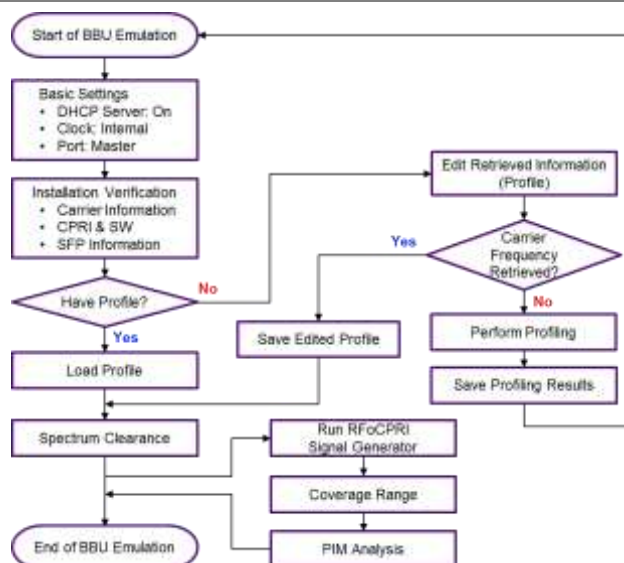 Start of BBU Emulation
Basic Settings
• DHCP Server: On
• Clock: Internal
• Port: Master
Installation Verification
• Carrier Information
• CPRI & SW
• SFP Information
Have Profile?
No
Yes
Load Profile
Spectrum Clearance
End of BBU Emulation
Edit Retrieved Information
(Profile)
Carrier
Frequency
Retrieved?
Yes
No
Save Edited Profile
Perform Profiling
Save Profiling Results
Run RFoCPRI
Signal Generator
Coverage Range
PIM Analysis